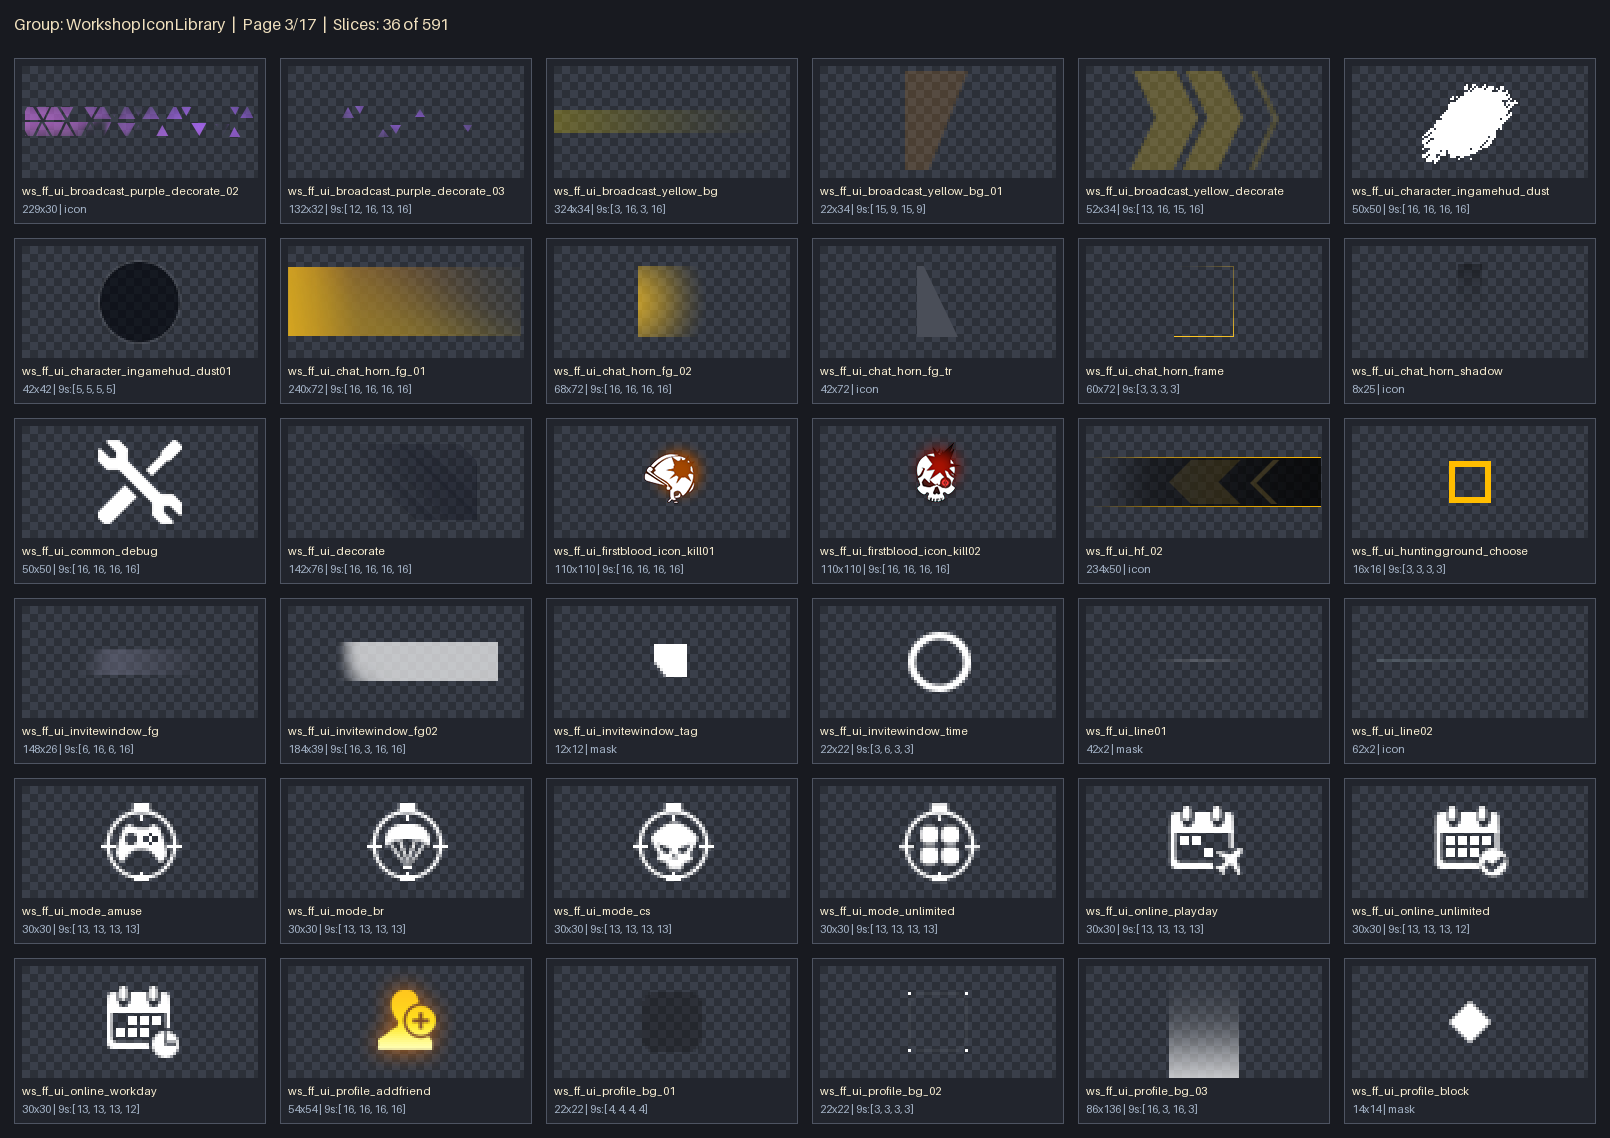 Group: WorkshopIconLibrary | Page 3/17 | Slices: 36 of 591
ws_ff_ui_broadcast_purple_decorate_02
229x30 | icon
ws_ff_ui_broadcast_purple_decorate_03
132x32 | 9s:[12, 16, 13, 16]
ws_ff_ui_broadcast_yellow_bg
324x34 | 9s:[3, 16, 3, 16]
ws_ff_ui_broadcast_yellow_bg_01
22x34 | 9s:[15, 9, 15, 9]
ws_ff_ui_broadcast_yellow_decorate
52x34 | 9s:[13, 16, 15, 16]
ws_ff_ui_character_ingamehud_dust
50x50 | 9s:[16, 16, 16, 16]
ws_ff_ui_character_ingamehud_dust01
42x42 | 9s:[5, 5, 5, 5]
ws_ff_ui_chat_horn_fg_01
240x72 | 9s:[16, 16, 16, 16]
ws_ff_ui_chat_horn_fg_02
68x72 | 9s:[16, 16, 16, 16]
ws_ff_ui_chat_horn_fg_tr
42x72 | icon
ws_ff_ui_chat_horn_frame
60x72 | 9s:[3, 3, 3, 3]
ws_ff_ui_chat_horn_shadow
8x25 | icon
ws_ff_ui_common_debug
50x50 | 9s:[16, 16, 16, 16]
ws_ff_ui_decorate
142x76 | 9s:[16, 16, 16, 16]
ws_ff_ui_firstblood_icon_kill01
110x110 | 9s:[16, 16, 16, 16]
ws_ff_ui_firstblood_icon_kill02
110x110 | 9s:[16, 16, 16, 16]
ws_ff_ui_hf_02
234x50 | icon
ws_ff_ui_huntingground_choose
16x16 | 9s:[3, 3, 3, 3]
ws_ff_ui_invitewindow_fg
148x26 | 9s:[6, 16, 6, 16]
ws_ff_ui_invitewindow_fg02
184x39 | 9s:[16, 3, 16, 16]
ws_ff_ui_invitewindow_tag
12x12 | mask
ws_ff_ui_invitewindow_time
22x22 | 9s:[3, 6, 3, 3]
ws_ff_ui_line01
42x2 | mask
ws_ff_ui_line02
62x2 | icon
ws_ff_ui_mode_amuse
30x30 | 9s:[13, 13, 13, 13]
ws_ff_ui_mode_br
30x30 | 9s:[13, 13, 13, 13]
ws_ff_ui_mode_cs
30x30 | 9s:[13, 13, 13, 13]
ws_ff_ui_mode_unlimited
30x30 | 9s:[13, 13, 13, 13]
ws_ff_ui_online_playday
30x30 | 9s:[13, 13, 13, 13]
ws_ff_ui_online_unlimited
30x30 | 9s:[13, 13, 13, 12]
ws_ff_ui_online_workday
30x30 | 9s:[13, 13, 13, 12]
ws_ff_ui_profile_addfriend
54x54 | 9s:[16, 16, 16, 16]
ws_ff_ui_profile_bg_01
22x22 | 9s:[4, 4, 4, 4]
ws_ff_ui_profile_bg_02
22x22 | 9s:[3, 3, 3, 3]
ws_ff_ui_profile_bg_03
86x136 | 9s:[16, 3, 16, 3]
ws_ff_ui_profile_block
14x14 | mask